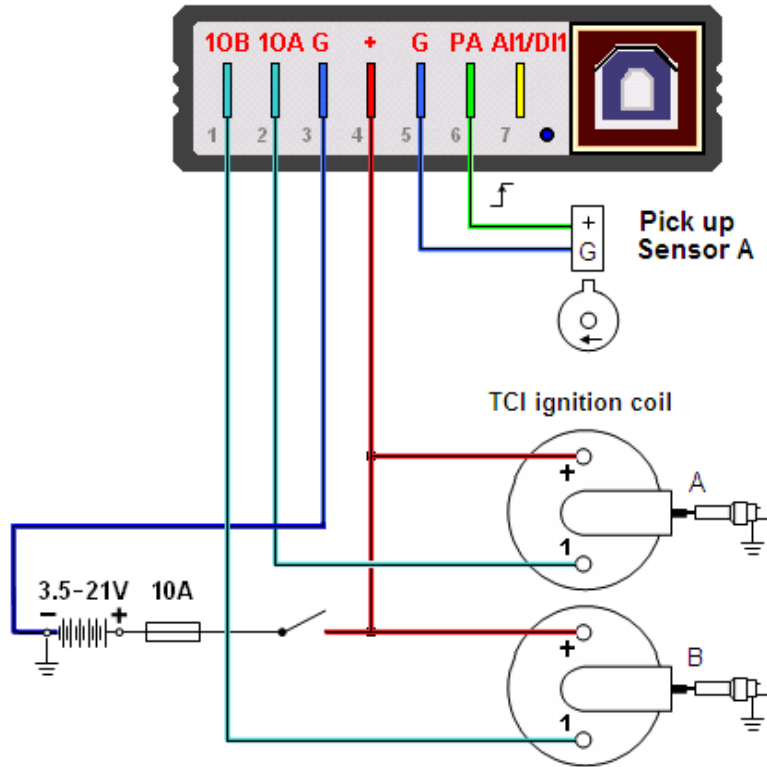 10B 10A G + G PA AI1/DI1
1 2 3 4 5 6 7
+
G
Pick up
Sensor A
TCI ignition coil
+
A
1
3.5-21V 10A
- +
+
B
1